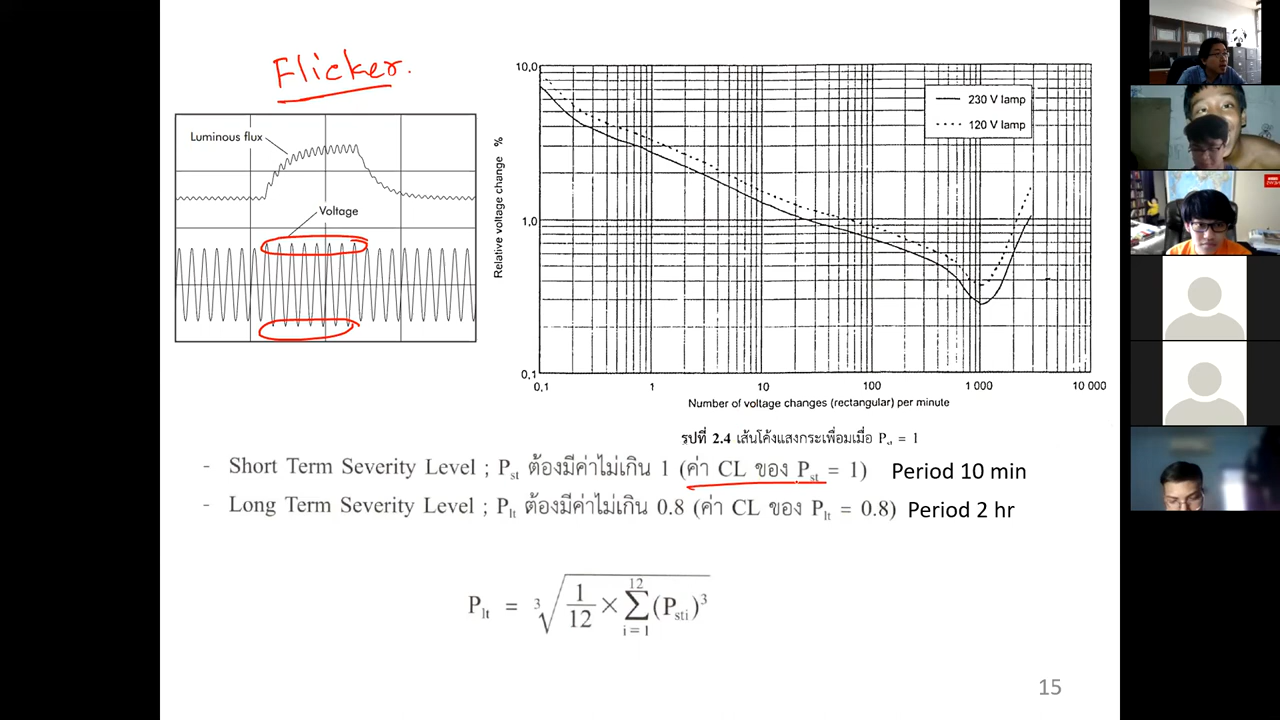 Flicker.
Luminous flux
Voltage
Relative voltage change %
10,0
1,0
0,1
230 V lamp
120 V lamp
0,1 1 10 100 1 000 10 000
Number of voltage changes (rectangular) per minute
รูปที่ 2.4 เส้นโค้งแสงกระเพื่อมเมื่อ Pst = 1
- Short Term Severity Level ; Pst ต้องมีค่าไม่เกิน 1 (ค่า CL ของ Pst = 1) Period 10 min
- Long Term Severity Level ; Plt ต้องมีค่าไม่เกิน 0.8 (ค่า CL ของ Plt = 0.8) Period 2 hr
Plt = ∛(1/12 × ∑_{i = 1}^{12} (Psti)³)
15